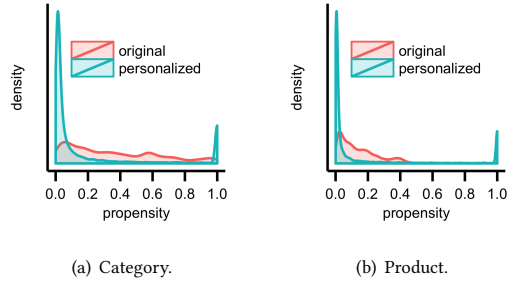 density
original
personalized
0.0 0.2 0.4 0.6 0.8 1.0
propensity
(a) Category.
density
original
personalized
0.0 0.2 0.4 0.6 0.8 1.0
propensity
(b) Product.